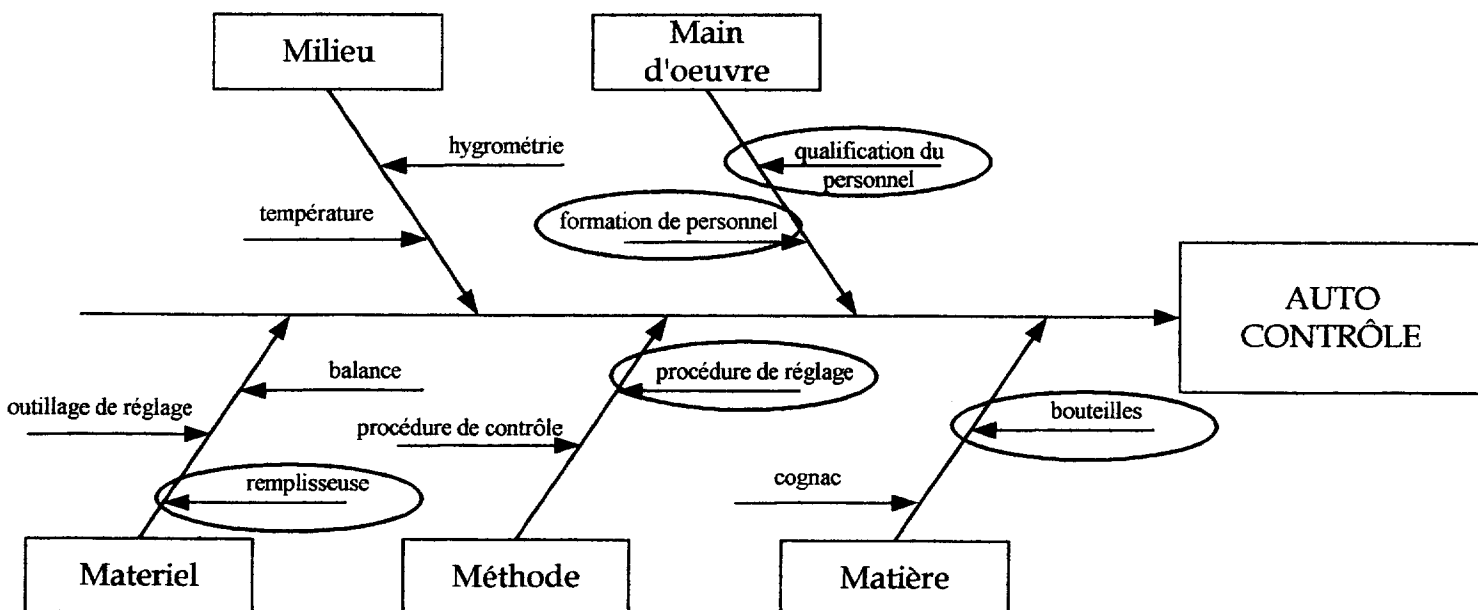 Milieu
Main
d'oeuvre
hygrométrie
qualification du
personnel
température
formation de personnel
AUTO
CONTRÔLE
balance
procédure de réglage
outillage de réglage
bouteilles
procédure de contrôle
remplisseuse
cognac
Materiel
Méthode
Matière